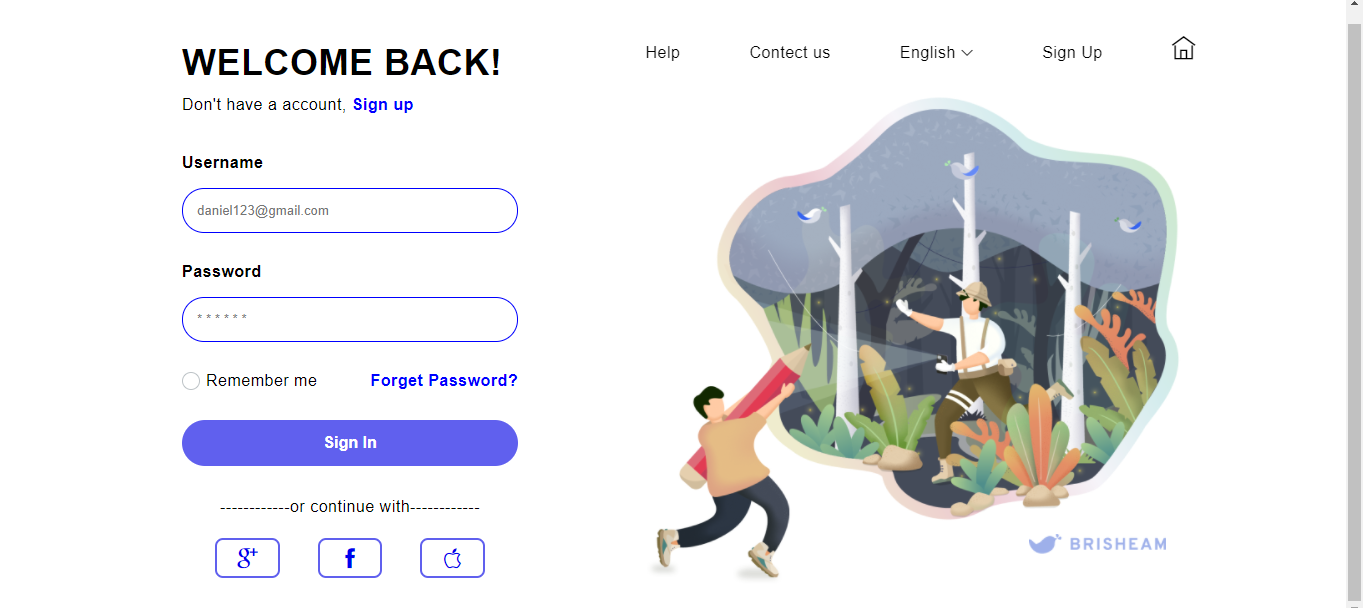 WELCOME BACK!
Don't have a account, Sign up
Username
daniel123@gmail.com
Password
* * * * * *
Remember me
Forget Password?
Sign In
------------or continue with------------
g+
f
Help
Contect us
English
Sign Up
BRISHEAM